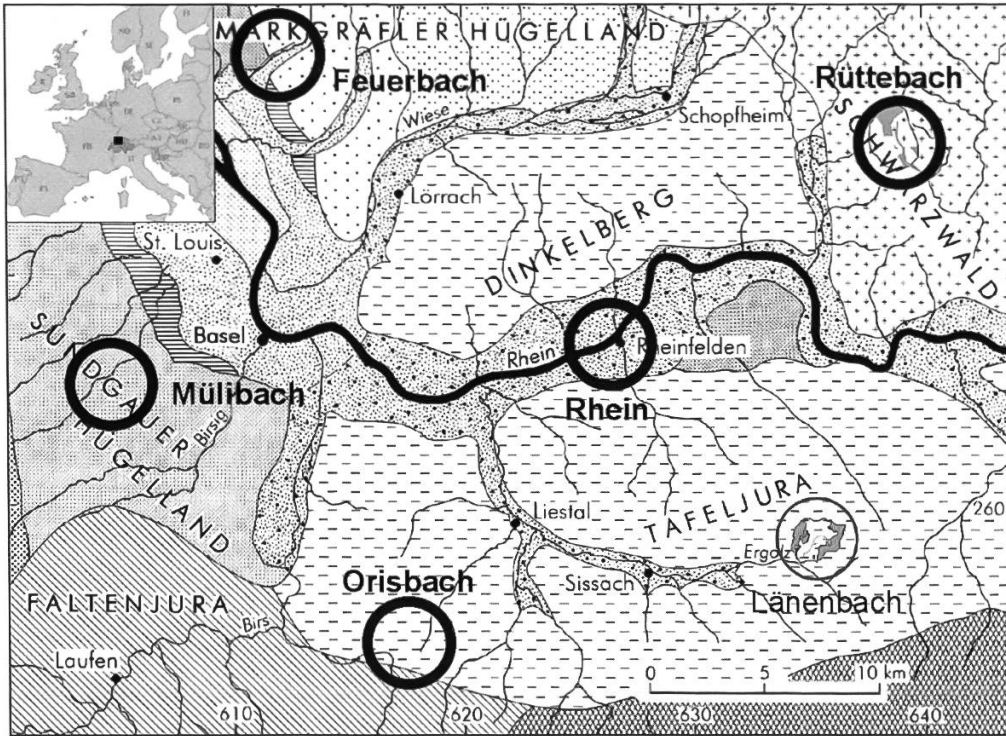 MARKGRÄFLER HÜGELLAND
Feuerbach
Rüttebach
Wiese
Schopfheim
SCHWARZWALD
Lörrach
DINKELBERG
St. Louis
SUNDGAUER
HÜGELLAND
Basel
Rhein
Rheinfelden
Mülibach
Rhein
Birsig
TAFELJURA
260
Liestal
Ergolz
Orisbach
Sissach
Länenbach
FALTENJURA
Birs
Laufen
0 5 10 km
610 620 630 640